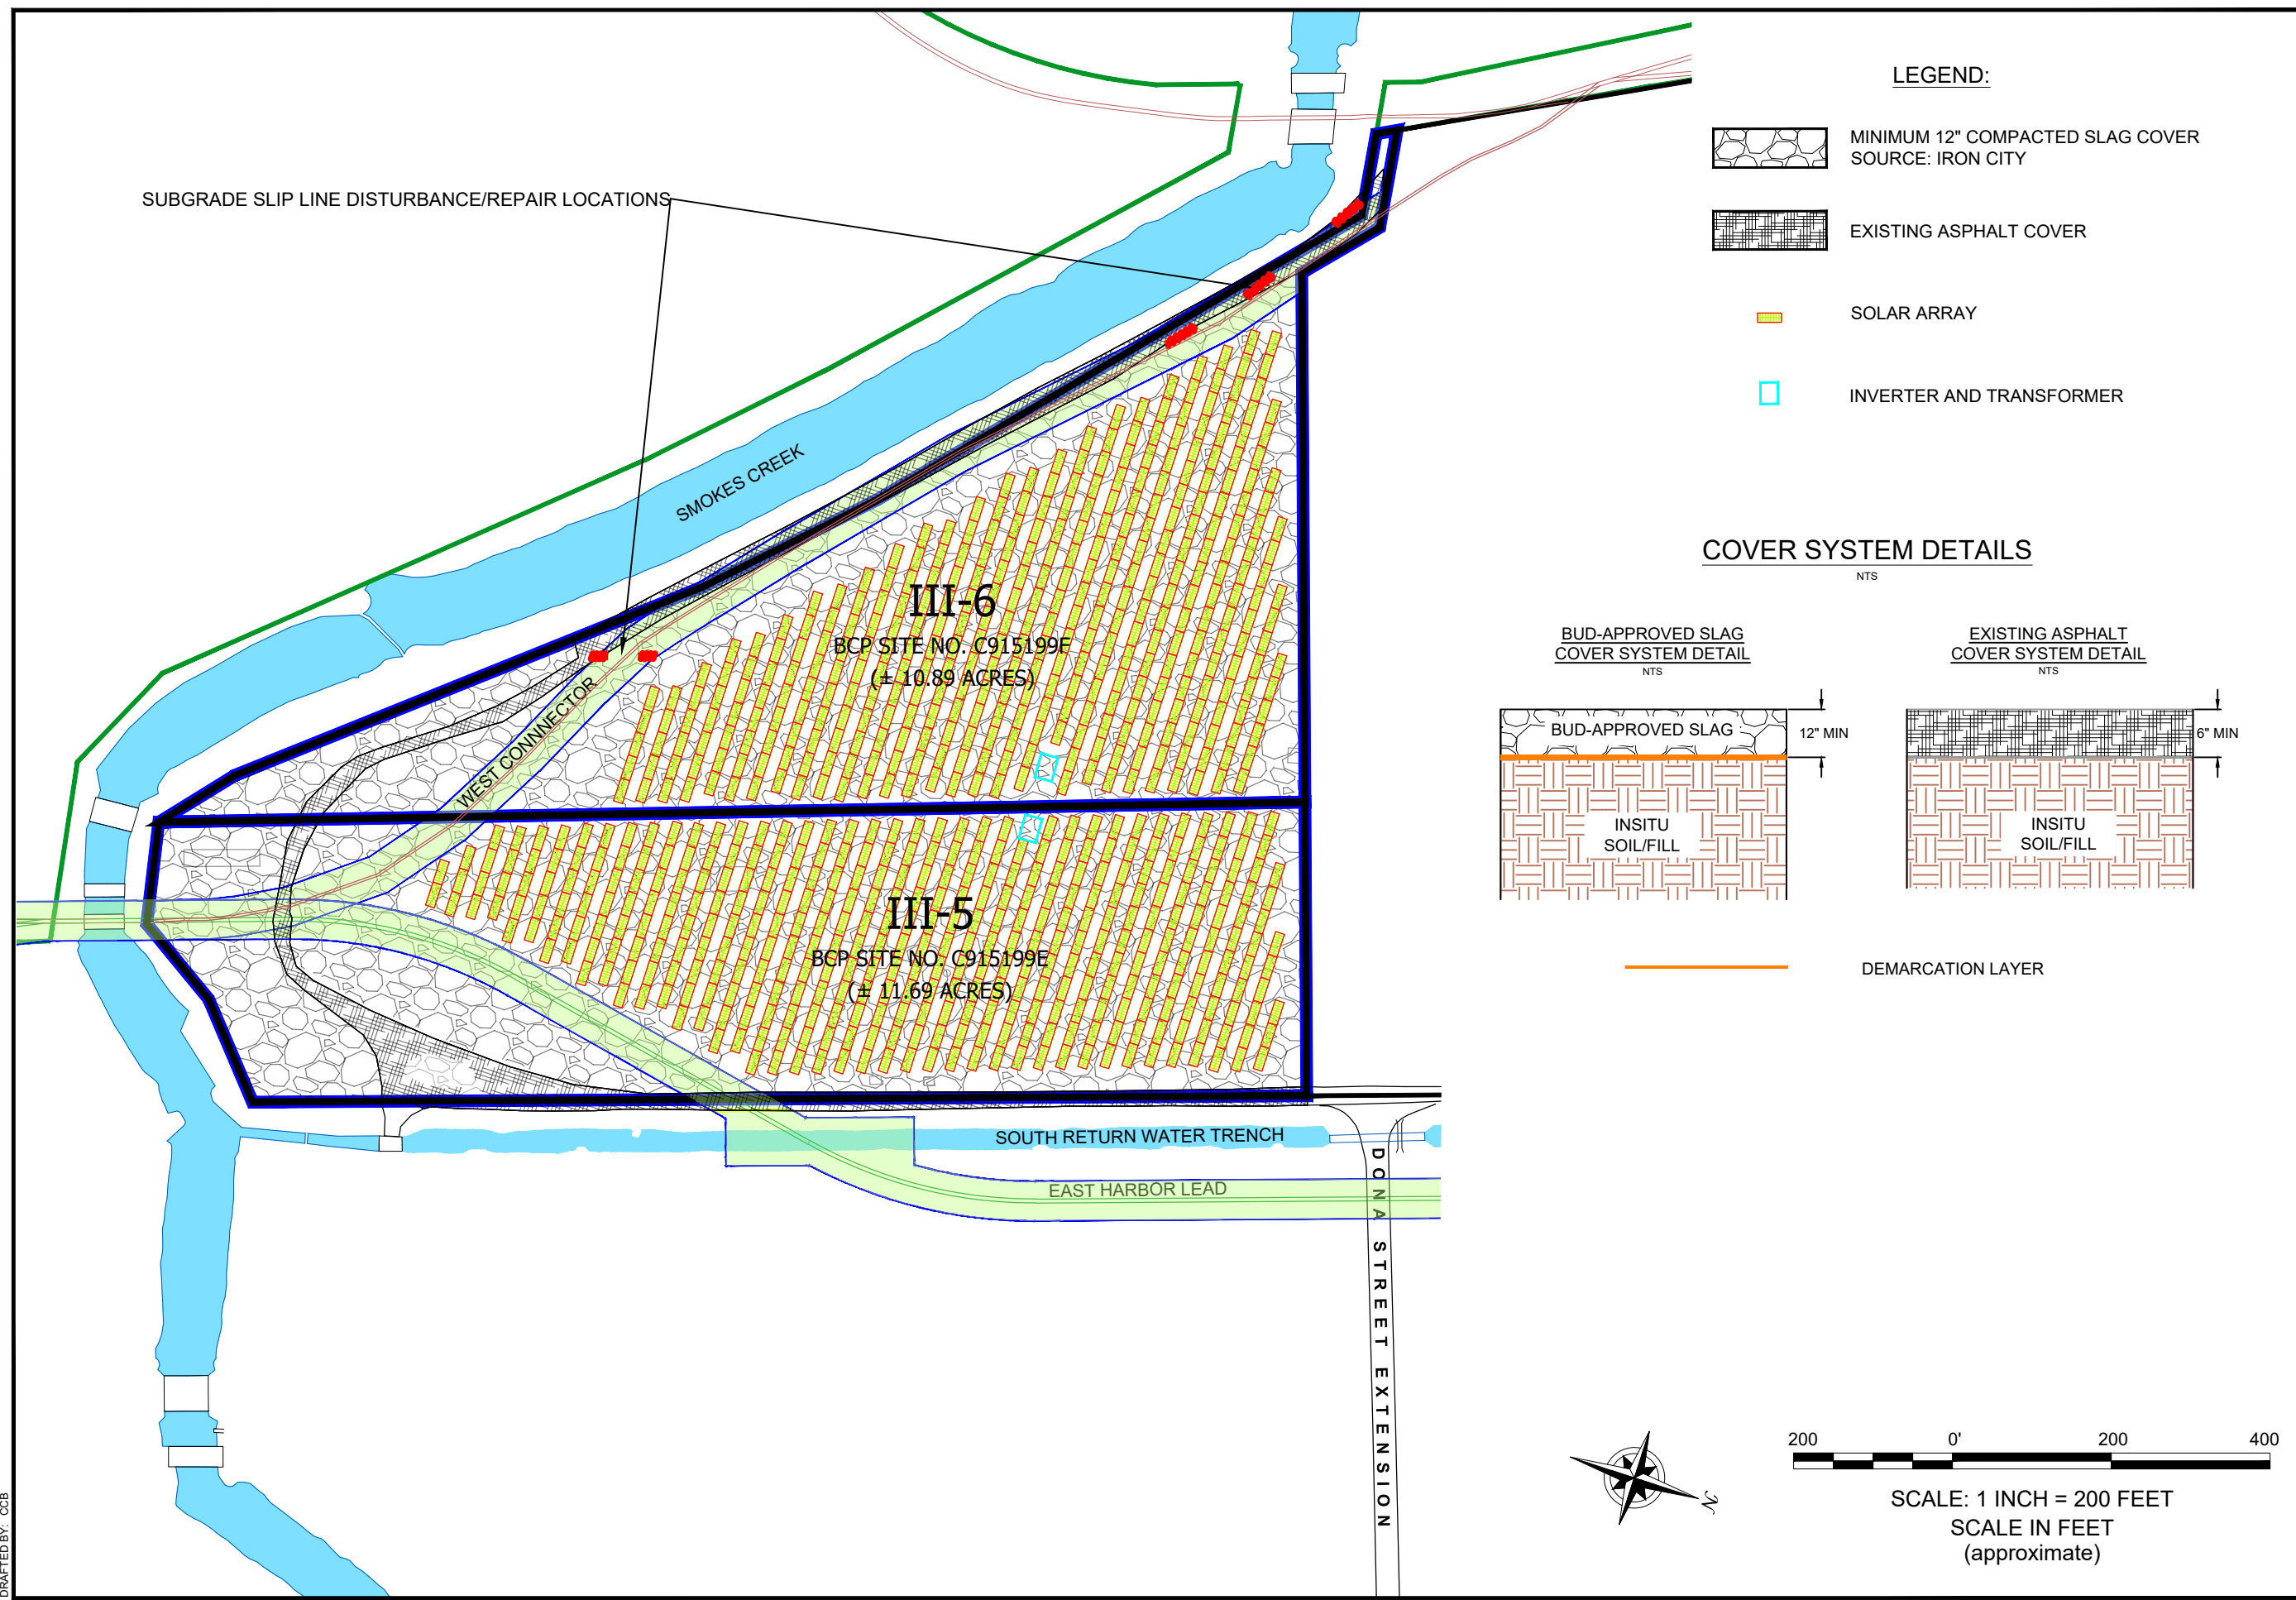 LEGEND:
MINIMUM 12" COMPACTED SLAG COVER
SOURCE: IRON CITY
EXISTING ASPHALT COVER
SOLAR ARRAY
INVERTER AND TRANSFORMER
SUBGRADE SLIP LINE DISTURBANCE/REPAIR LOCATIONS
SMOKES CREEK
WEST CONNNECTOR
III-6
BCP SITE NO. C915199F
(± 10.89 ACRES)
III-5
BCP SITE NO. C915199E
(± 11.69 ACRES)
SOUTH RETURN WATER TRENCH
EAST HARBOR LEAD
DONA STREET EXTENSION
COVER SYSTEM DETAILS
NTS
BUD-APPROVED SLAG
COVER SYSTEM DETAIL
NTS
BUD-APPROVED SLAG
12" MIN
INSITU
SOIL/FILL
EXISTING ASPHALT
COVER SYSTEM DETAIL
NTS
6" MIN
INSITU
SOIL/FILL
DEMARCATION LAYER
N
200 0' 200 400
SCALE: 1 INCH = 200 FEET
SCALE IN FEET
(approximate)
DRAFTED BY: CCB